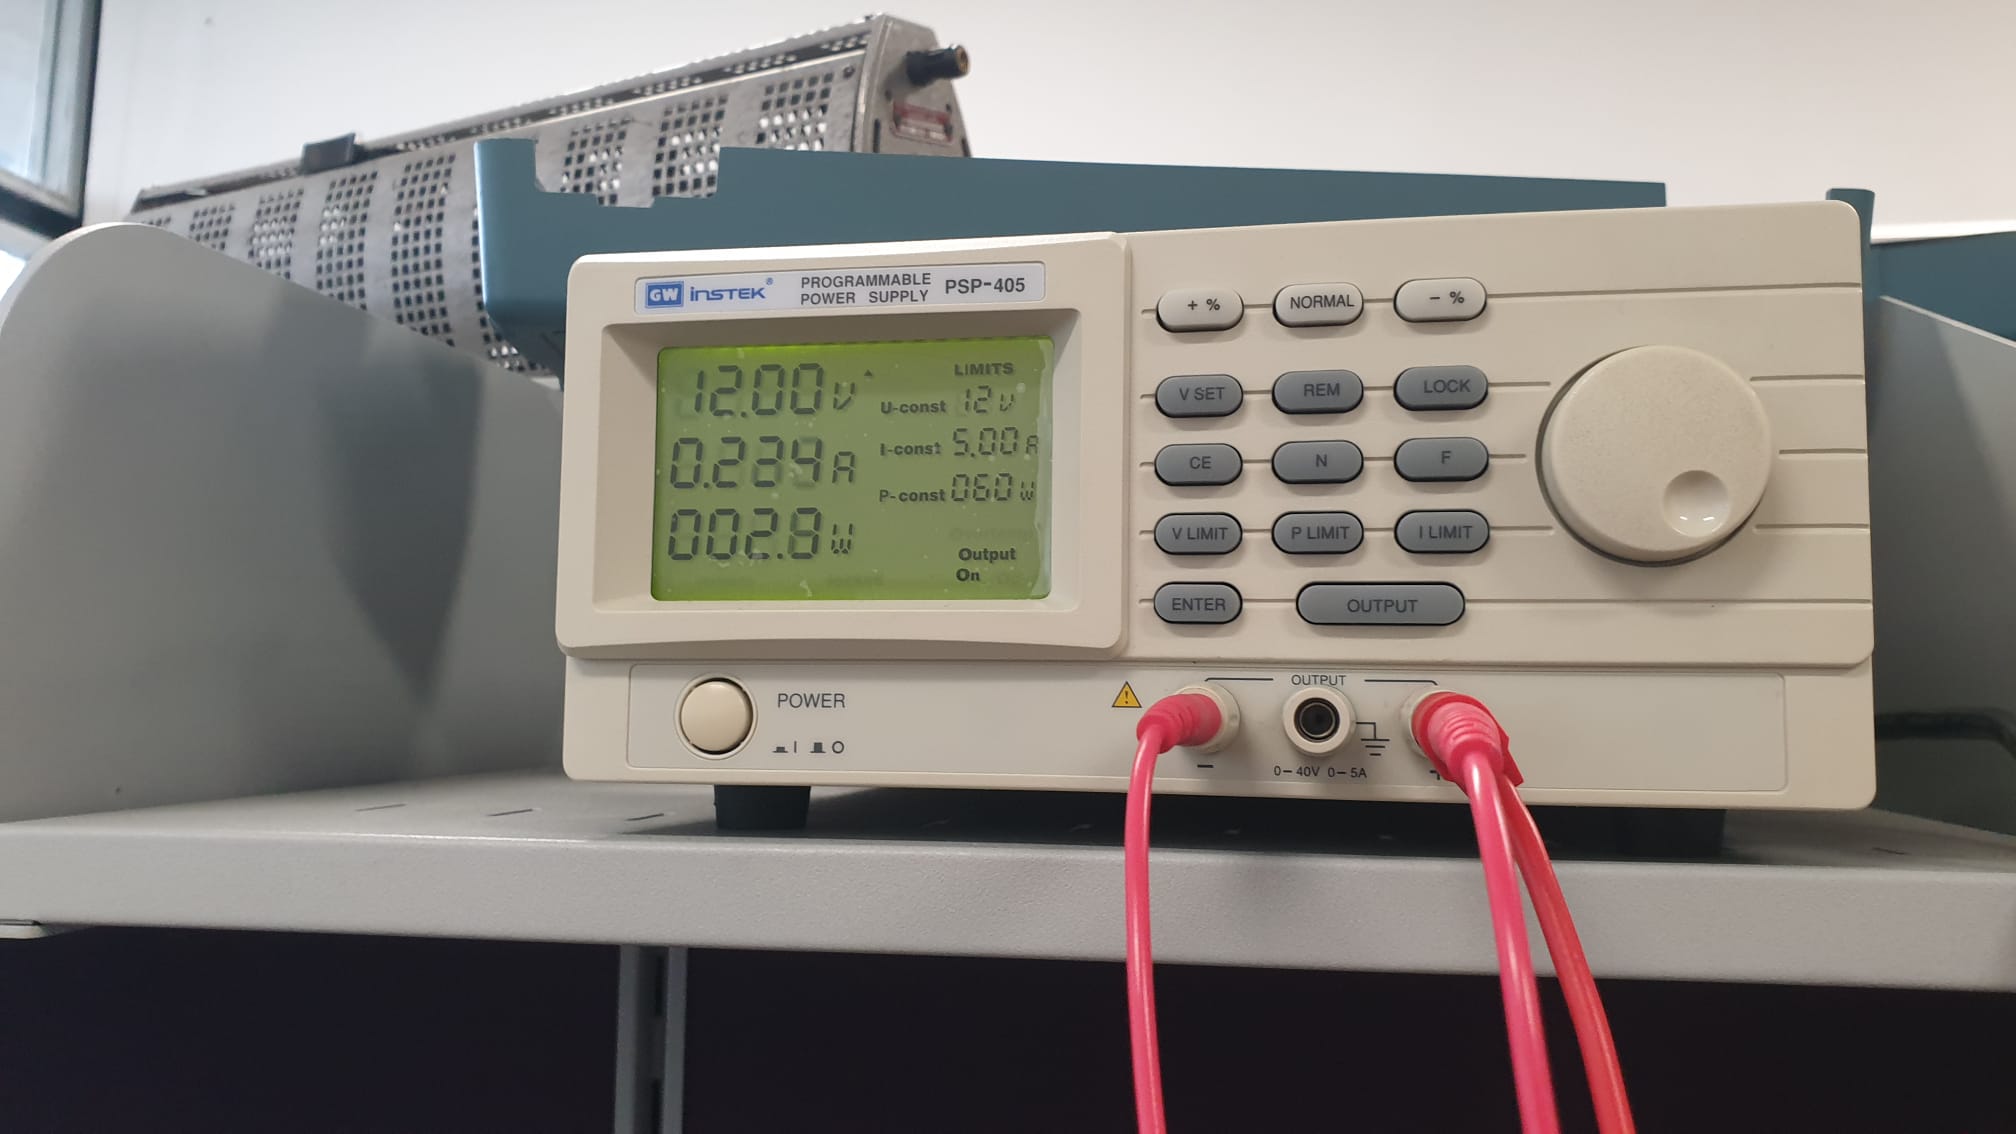 GW INSTEK® PROGRAMMABLE POWER SUPPLY PSP-405
12.00V
0.234A
002.8W
LIMITS
U-const 12V
I-const 5.00A
P-const 060W
Output
On
+ % NORMAL - %
V SET REM LOCK
CE N F
V LIMIT P LIMIT I LIMIT
ENTER OUTPUT
POWER
I O
OUTPUT
- +
0-40V 0-5A